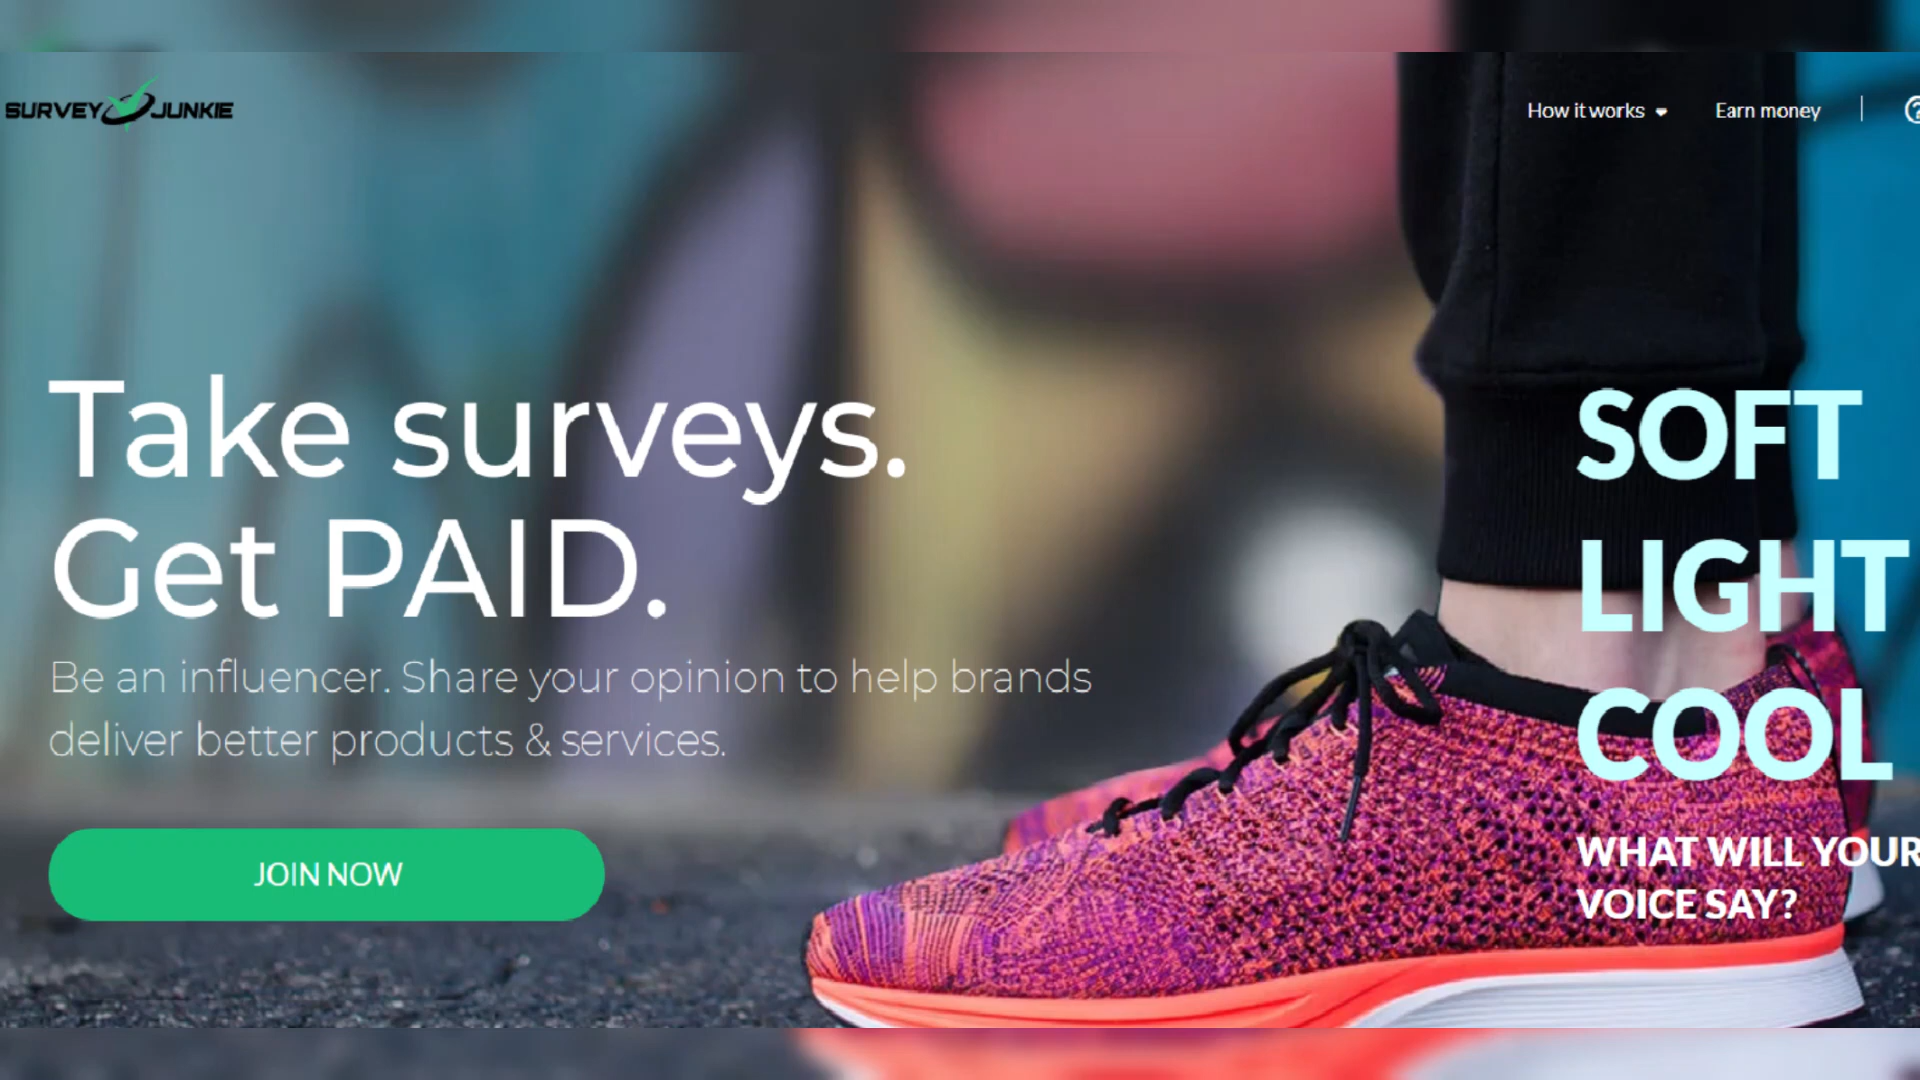 SURVEY JUNKIE
How it works
Earn money
Take surveys.
Get PAID.
Be an influencer. Share your opinion to help brands
deliver better products & services.
JOIN NOW
SOFT
LIGHT
COOL
WHAT WILL YOUR
VOICE SAY?